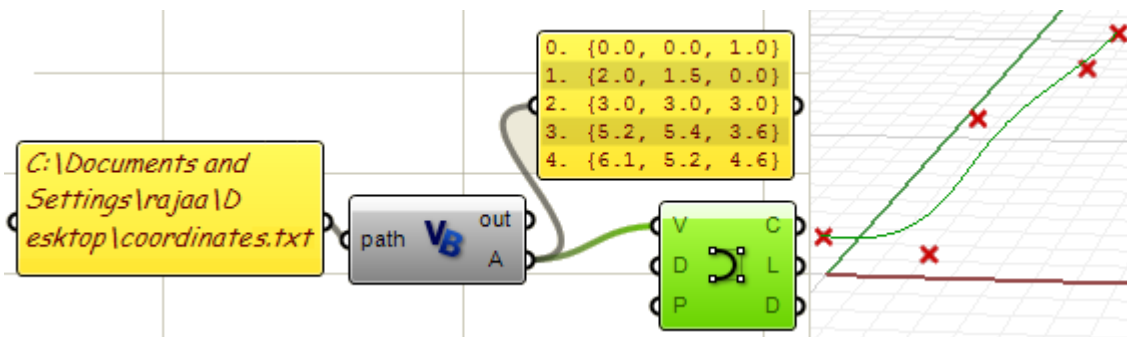 0. {0.0, 0.0, 1.0}
1. {2.0, 1.5, 0.0}
2. {3.0, 3.0, 3.0}
3. {5.2, 5.4, 3.6}
4. {6.1, 5.2, 4.6}
C:\Documents and
Settings\rajaa\D
esktop\coordinates.txt
path VB out
A
V C
D L
P D